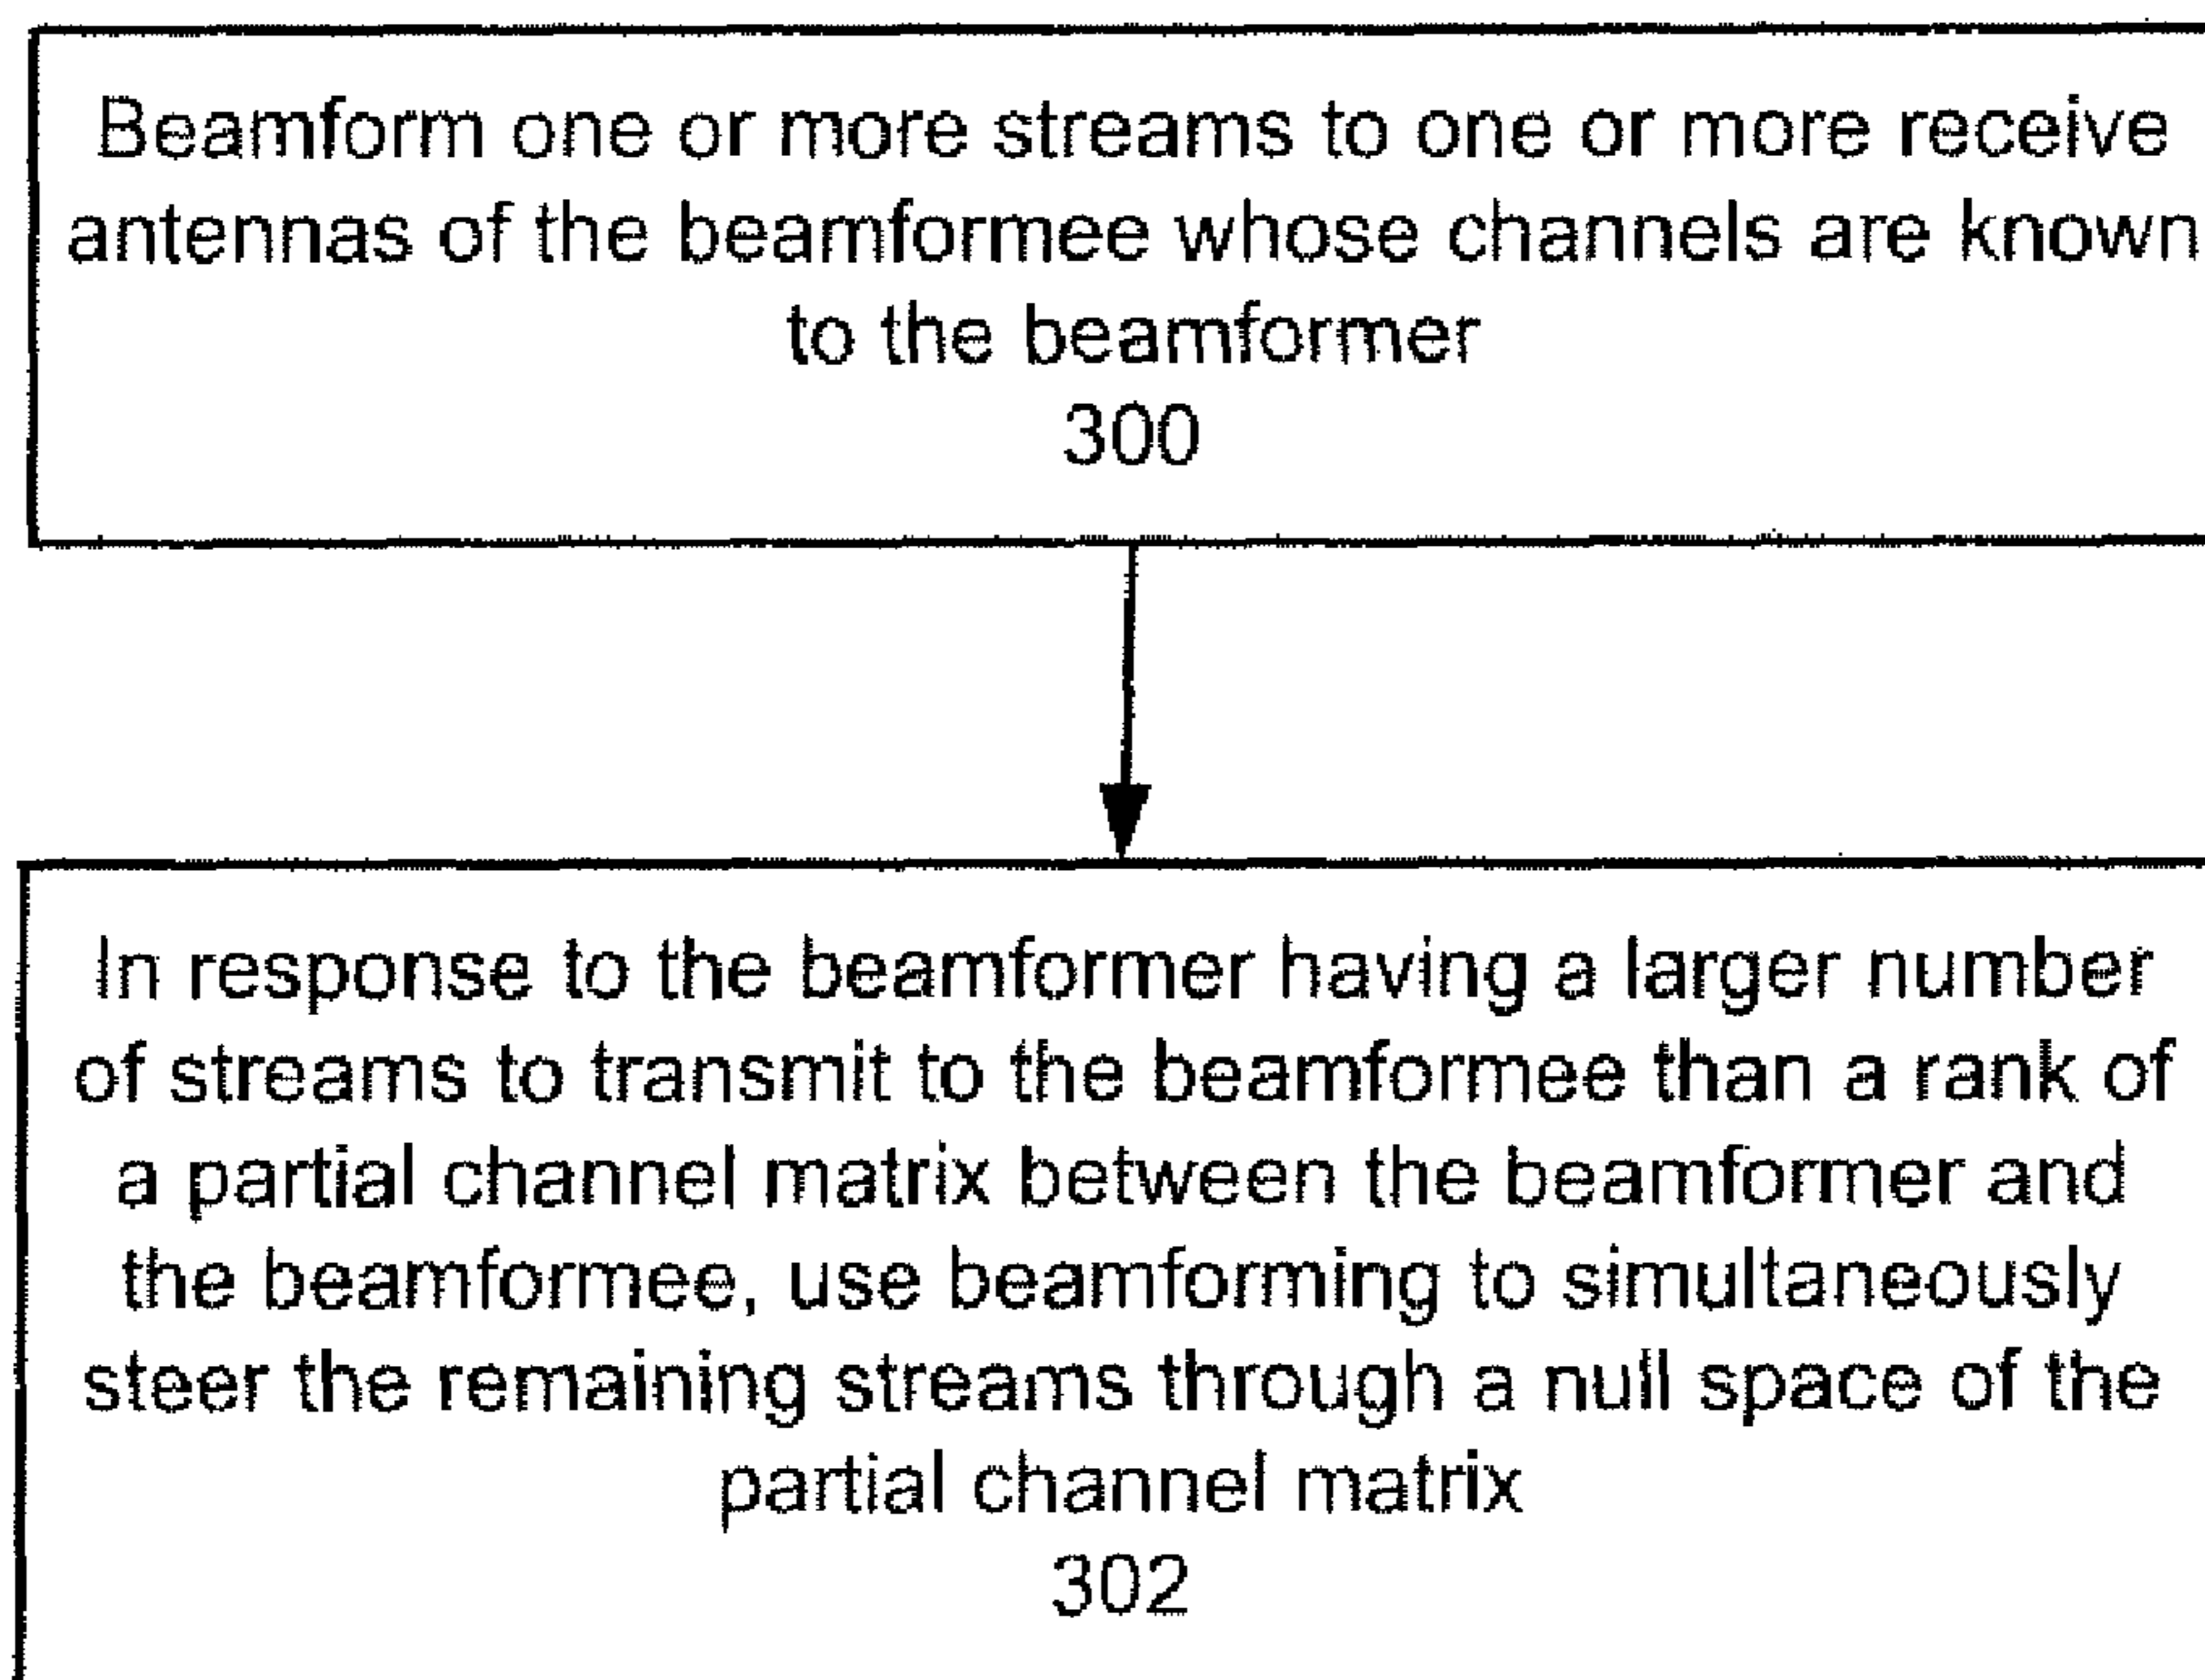 Beamform one or more streams to one or more receive
antennas of the beamformee whose channels are known
to the beamformer
300
In response to the beamformer having a larger number
of streams to transmit to the beamformee than a rank of
a partial channel matrix between the beamformer and
the beamformee, use beamforming to simultaneously
steer the remaining streams through a null space of the
partial channel matrix
302